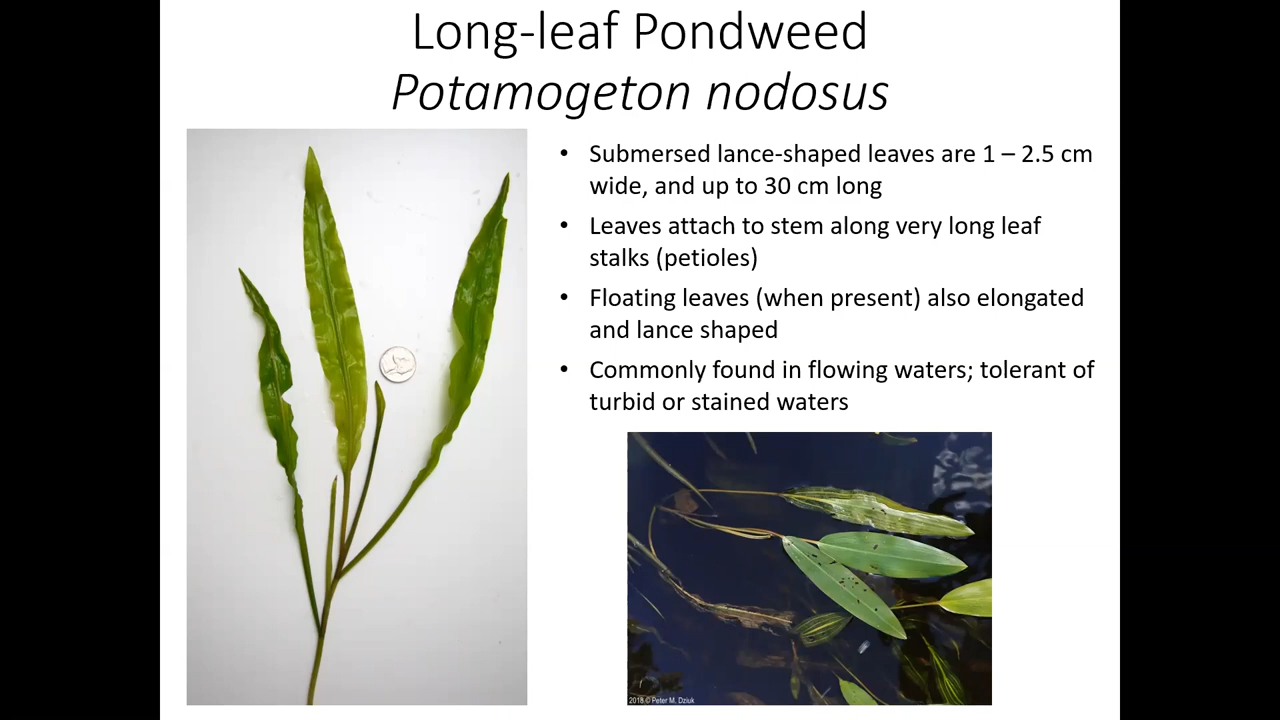 Long-leaf Pondweed
Potamogeton nodosus
• Submersed lance-shaped leaves are 1 – 2.5 cm
wide, and up to 30 cm long
• Leaves attach to stem along very long leaf
stalks (petioles)
• Floating leaves (when present) also elongated
and lance shaped
• Commonly found in flowing waters; tolerant of
turbid or stained waters
2018 © Peter M. Dziuk